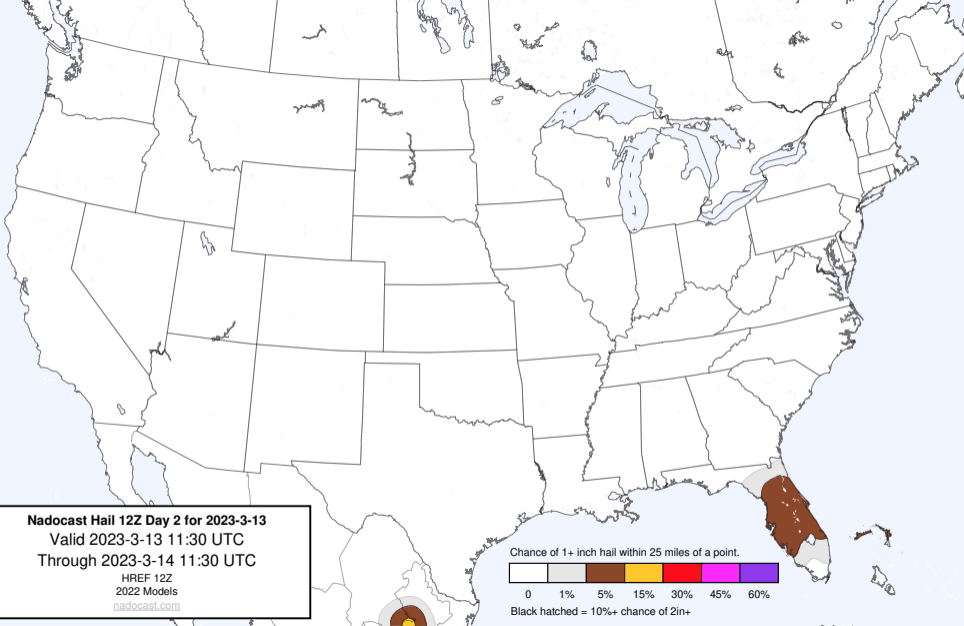 Nadocast Hail 12Z Day 2 for 2023-3-13
Valid 2023-3-13 11:30 UTC
Through 2023-3-14 11:30 UTC
HREF 12Z
2022 Models
nadocast.com
Chance of 1+ inch hail within 25 miles of a point.
0 1% 5% 15% 30% 45% 60%
Black hatched = 10%+ chance of 2in+